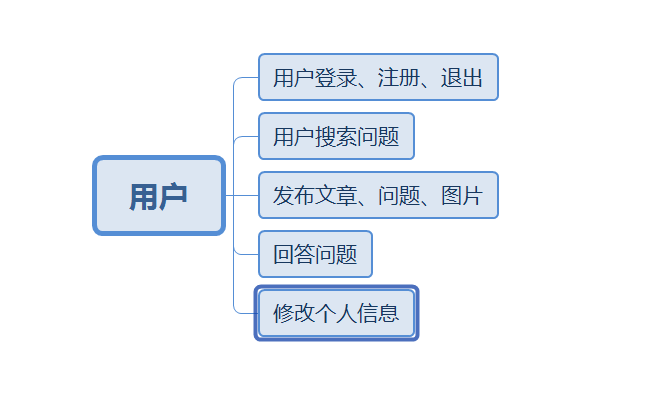 用户登录、注册、退出
用户搜索问题
用户
发布文章、问题、图片
回答问题
修改个人信息